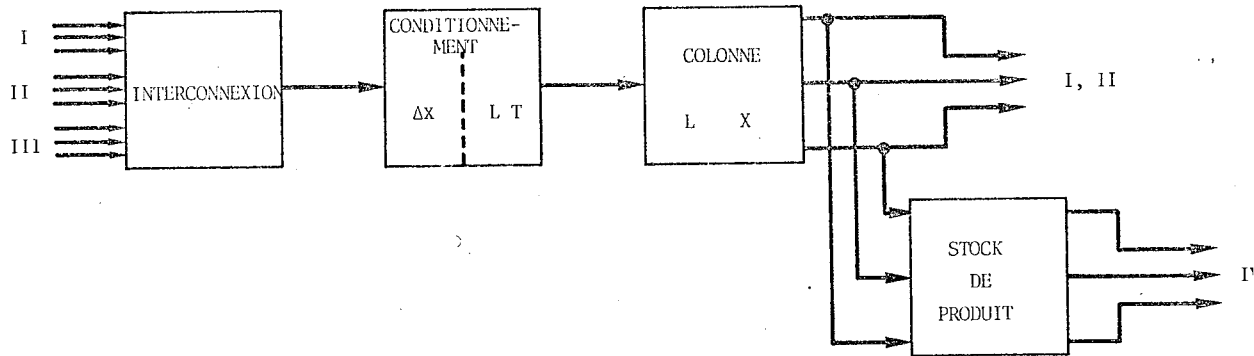 I
II
III
INTERCONNEXION
CONDITIONNE-
MENT
Δx L T
COLONNE
L X
I, II
STOCK
DE
PRODUIT